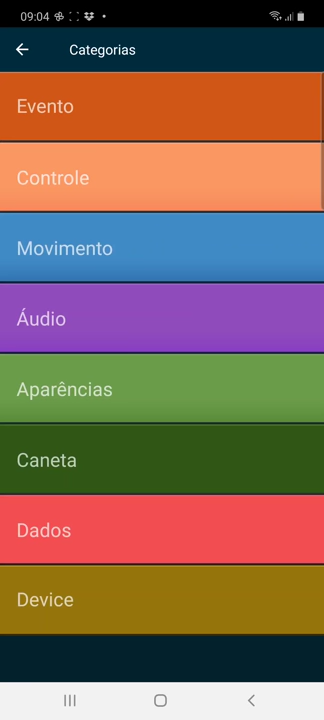 09:04
Categorias
Evento
Controle
Movimento
Áudio
Aparências
Caneta
Dados
Device